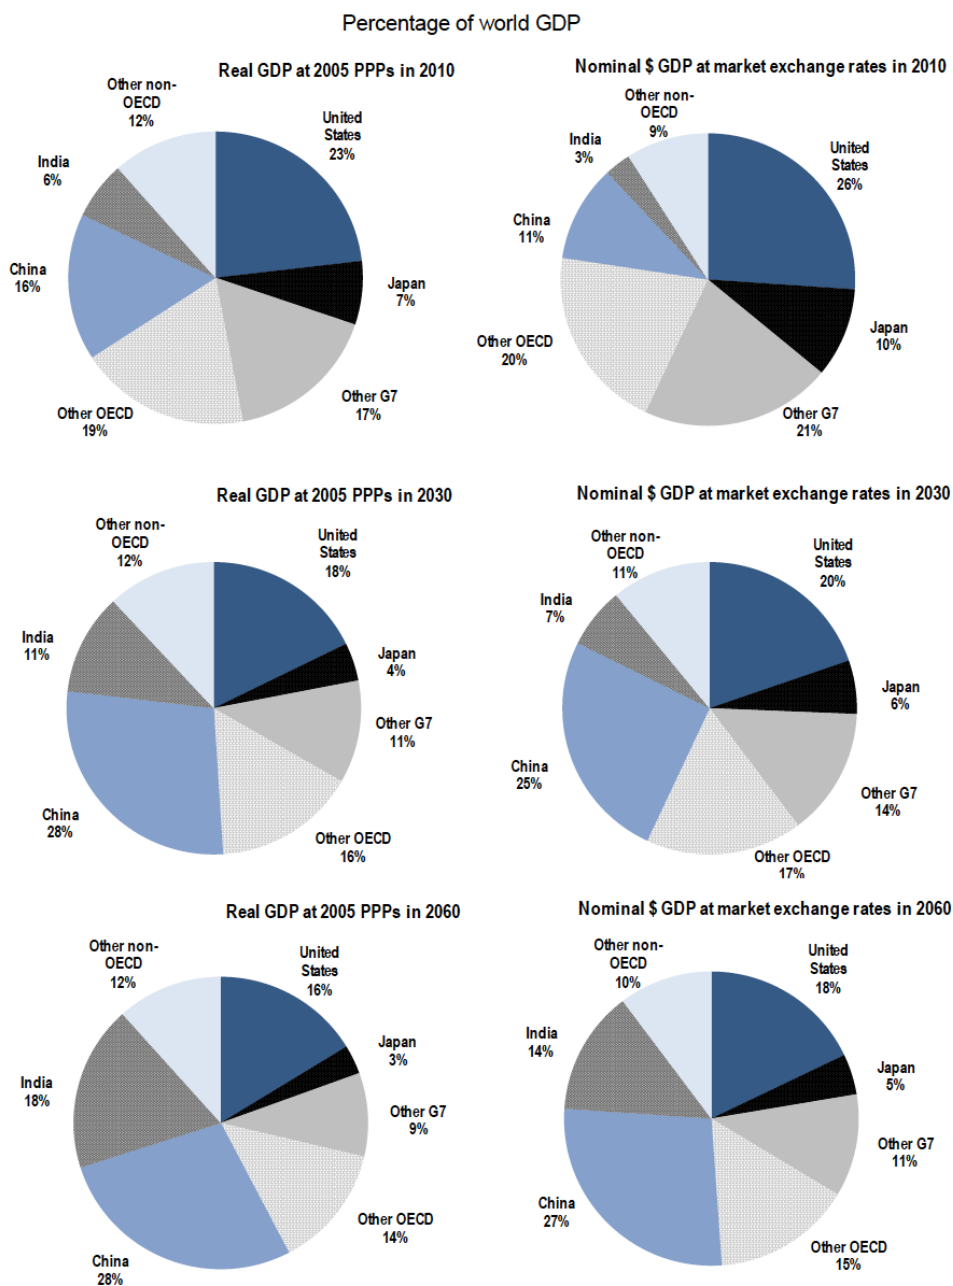 Percentage of world GDP
Real GDP at 2005 PPPs in 2010
Other non-
OECD
12%
United
States
23%
India
6%
China
16%
Japan
7%
Other G7
17%
Other OECD
19%
Nominal $ GDP at market exchange rates in 2010
Other non-
OECD
9%
United
States
26%
India
3%
China
11%
Japan
10%
Other OECD
20%
Other G7
21%
Real GDP at 2005 PPPs in 2030
Other non-
OECD
12%
United
States
18%
India
11%
Japan
4%
Other G7
11%
China
28%
Other OECD
16%
Nominal $ GDP at market exchange rates in 2030
Other non-
OECD
11%
United
States
20%
India
7%
Japan
6%
China
25%
Other G7
14%
Other OECD
17%
Real GDP at 2005 PPPs in 2060
Other non-
OECD
12%
United
States
16%
Japan
3%
India
18%
Other G7
9%
Other OECD
14%
China
28%
Nominal $ GDP at market exchange rates in 2060
Other non-
OECD
10%
United
States
18%
India
14%
Japan
5%
Other G7
11%
China
27%
Other OECD
15%